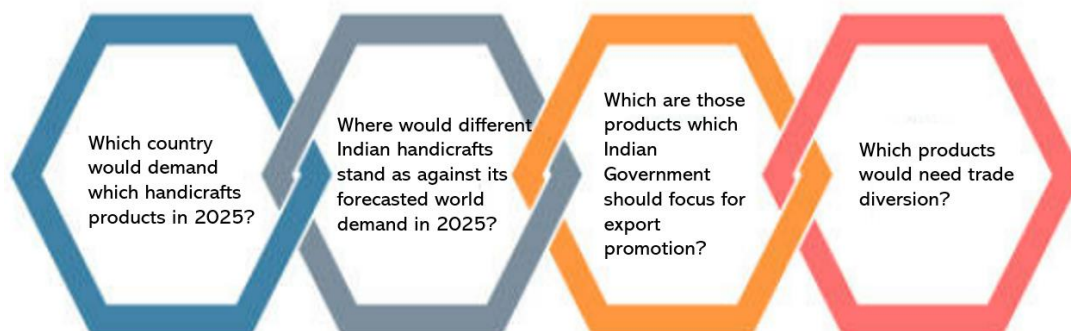 Which country
would demand
which handicrafts
products in 2025?
Where would different
Indian handicrafts
stand as against its
forecasted world
demand in 2025?
Which are those
products which
Indian
Government
should focus for
export
promotion?
Which products
would need trade
diversion?